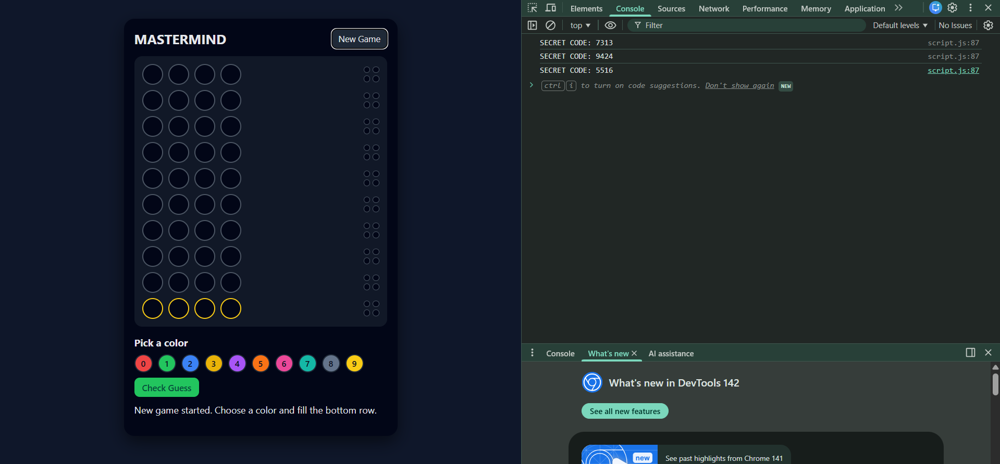 MASTERMIND
New Game
Pick a color
0 1 2 3 4 5 6 7 8 9
Check Guess
New game started. Choose a color and fill the bottom row.
Elements Console Sources Network Performance Memory Application
top Filter Default levels No Issues
SECRET CODE: 7313 script.js:87
SECRET CODE: 9424 script.js:87
SECRET CODE: 5516 script.js:87
ctrl i to turn on code suggestions. Don't show again NEW
Console What's new AI assistance
What's new in DevTools 142
See all new features
new See past highlights from Chrome 141